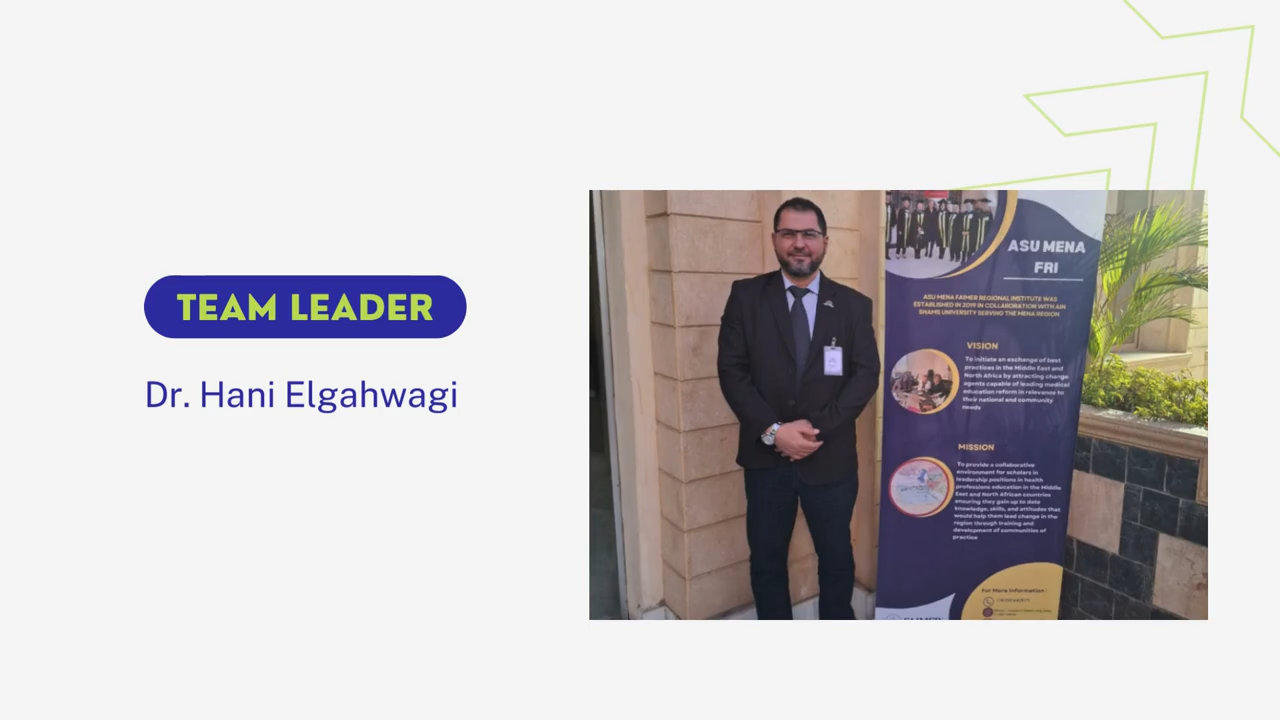 TEAM LEADER
Dr. Hani Elgahwagi
ASU MENA
FRI
ASU MENA FAIMER REGIONAL INSTITUTE WAS
ESTABLISHED IN 2019 IN COLLABORATION WITH AIN
SHAMS UNIVERSITY SERVING THE MENA REGION
VISION
To initiate an exchange of best
practices in the Middle East and
North Africa by attracting change
agents capable of leading medical
education reform in relevance to
their national and community
needs
MISSION
To provide a collaborative
environment for scholars in
leadership positions in health
professions education in the Middle
East and North African countries
ensuring they gain up to date
knowledge, skills, and attitudes that
would help them lead change in the
region through training and
development of communities of
practice
For More Information :